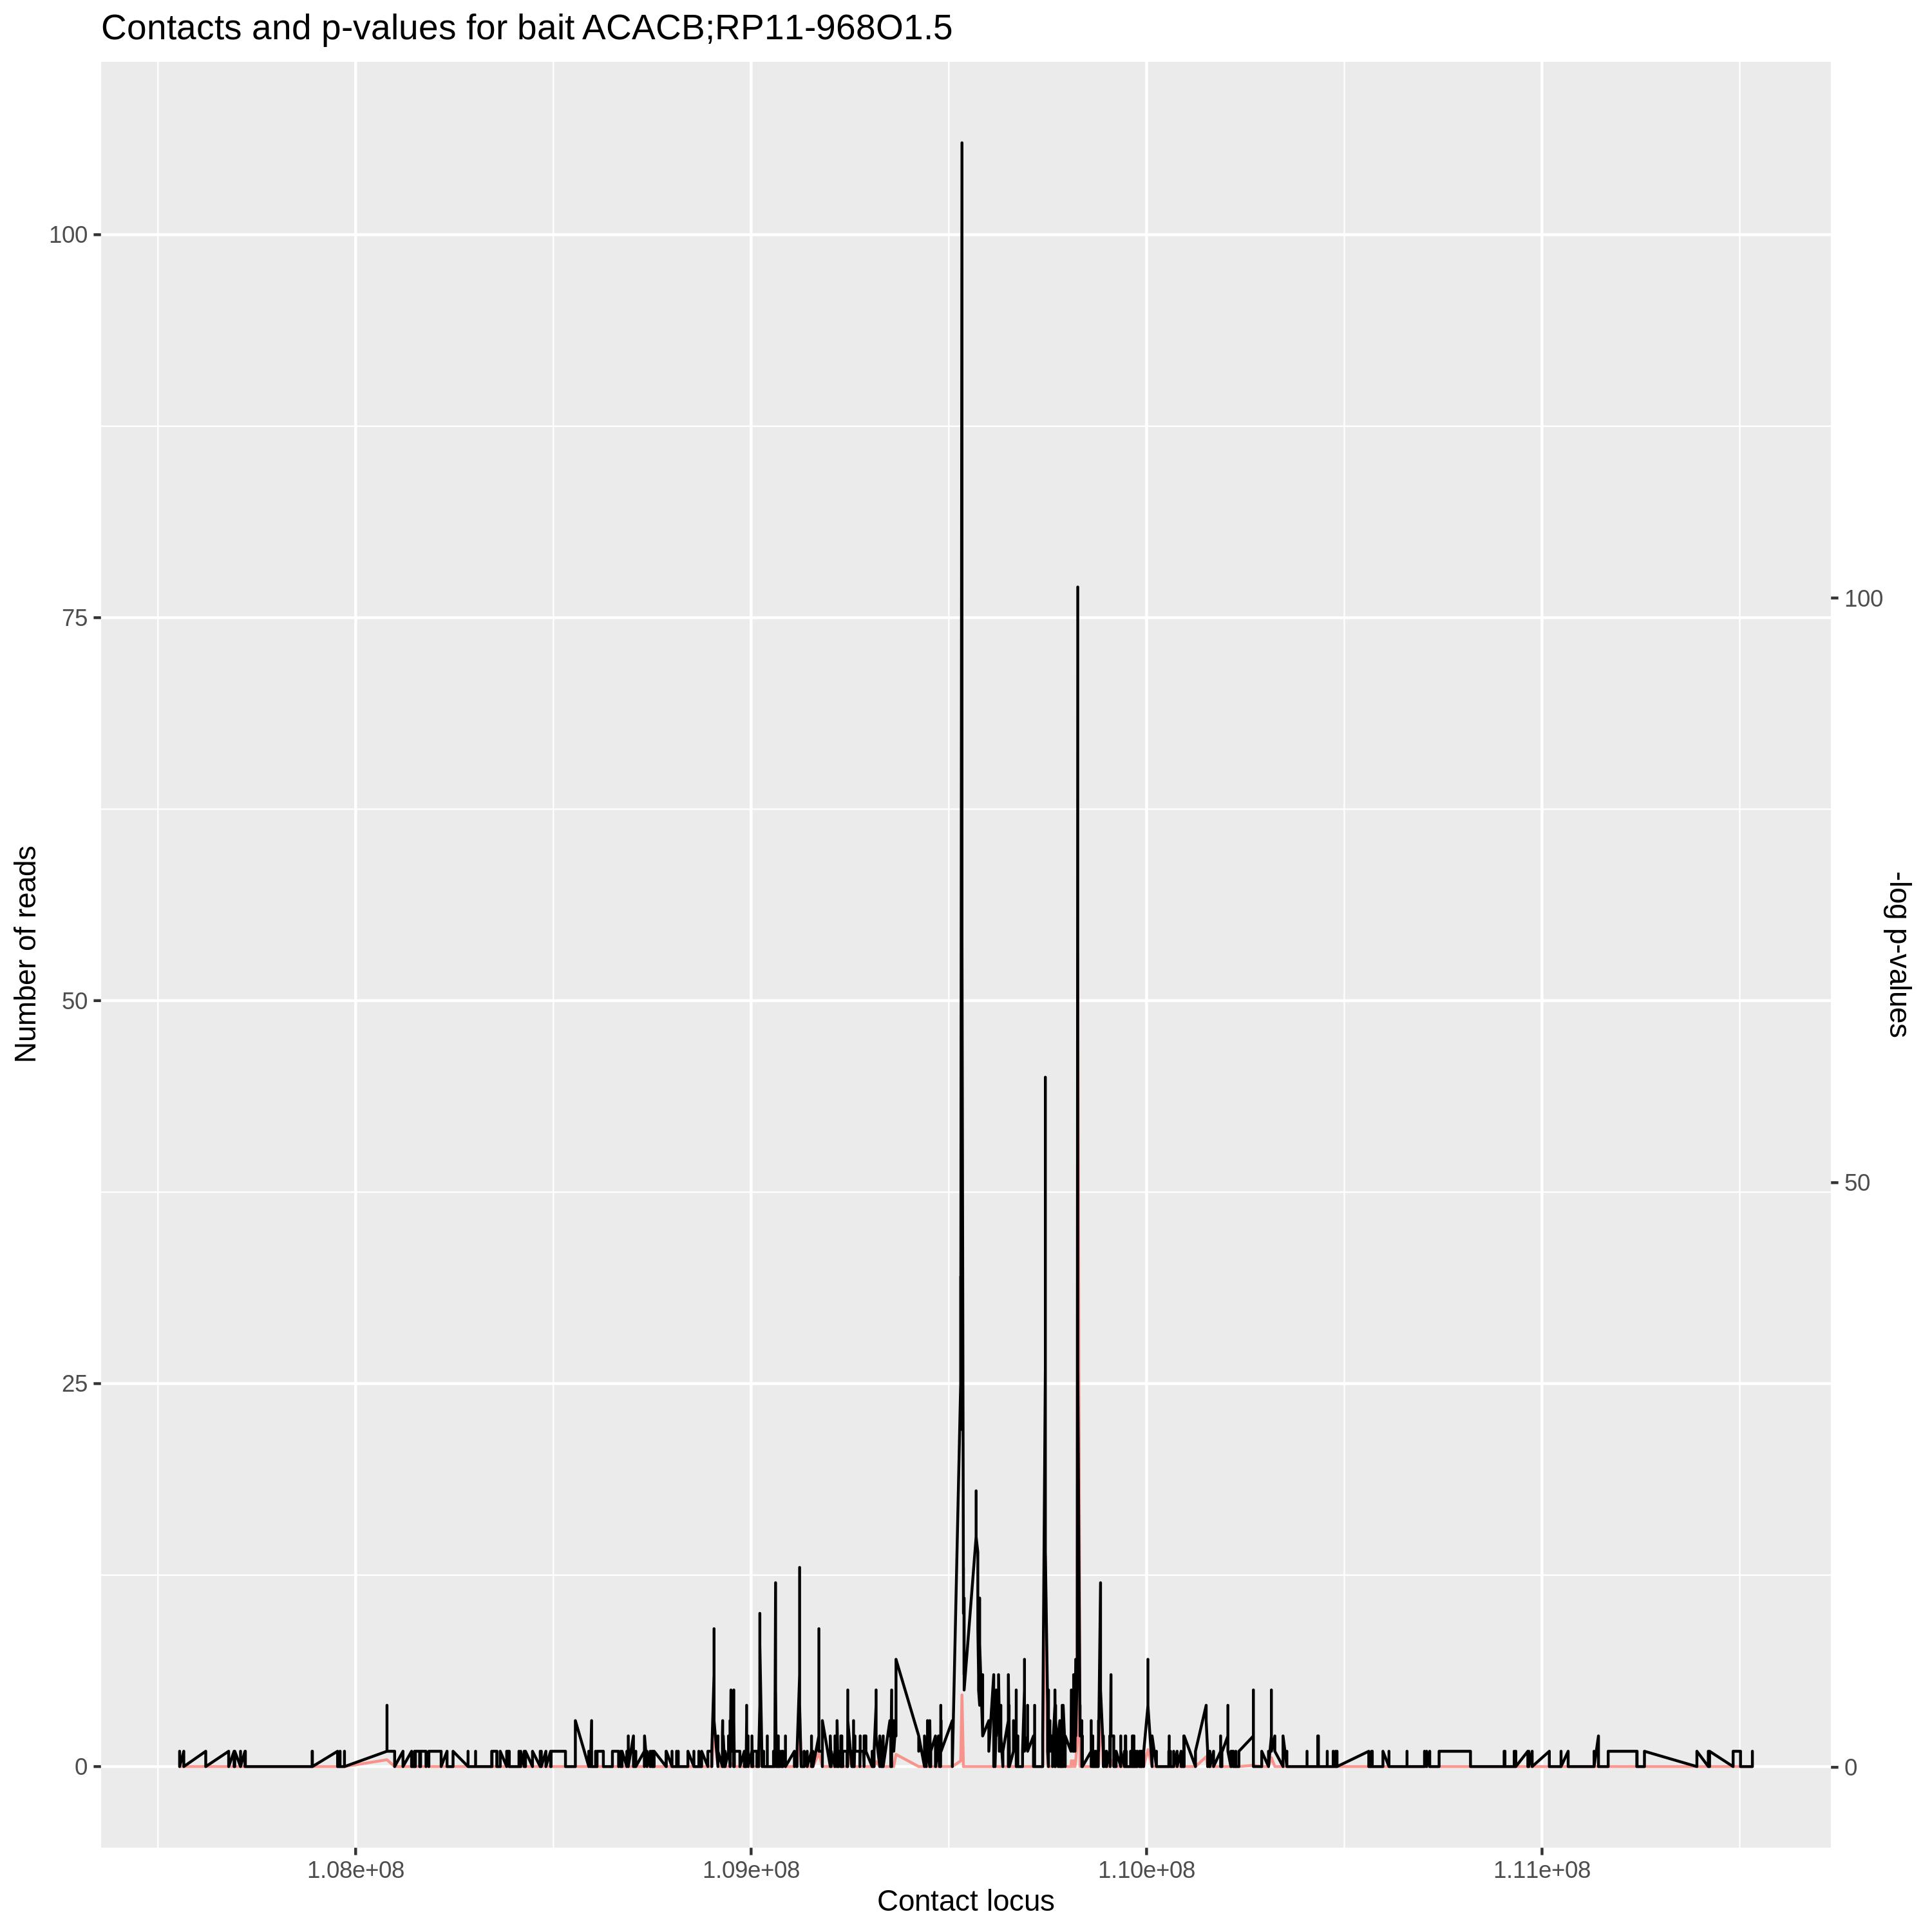 Contacts and p-values for bait ACACB;RP11-968O1.5
100
75
50
25
0
Number of reads
100
50
0
-log p-values
1.08e+08
1.09e+08
1.10e+08
1.11e+08
Contact locus